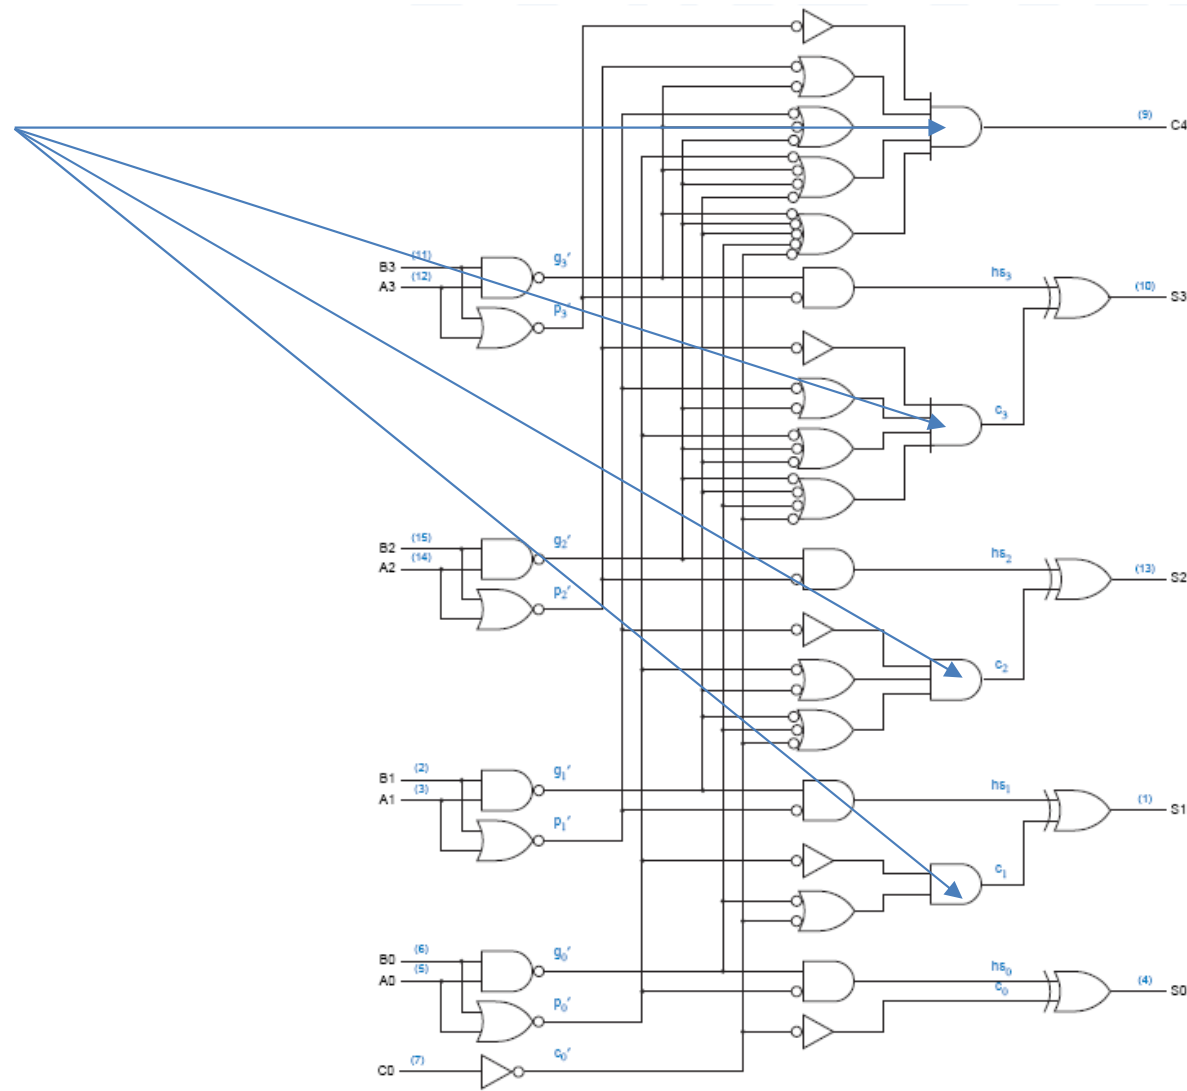 (9) C4
B3 (11) g3′ hs3 (10) S3
A3 (12)
p3′
c3
B2 (15) g2′ hs2 (13) S2
A2 (14)
p2′
c2
B1 (2) g1′ hs1 (1) S1
A1 (3)
p1′
c1
B0 (6) g0′ hs0 (4) S0
A0 (5) c0
p0′
C0 (7) c0′